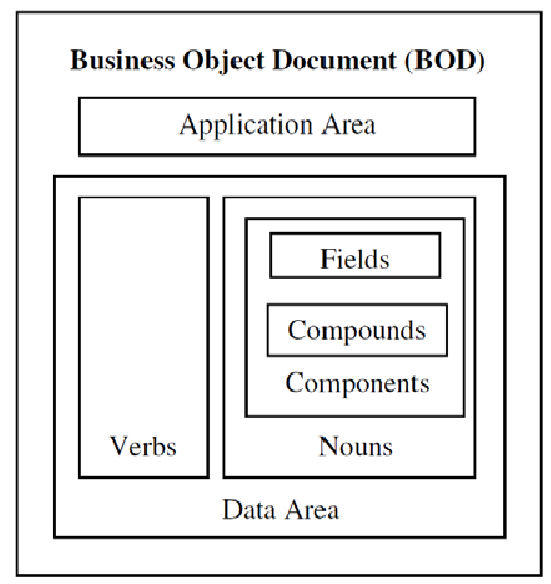 Business Object Document (BOD)
Application Area
Fields
Compounds
Components
Verbs
Nouns
Data Area